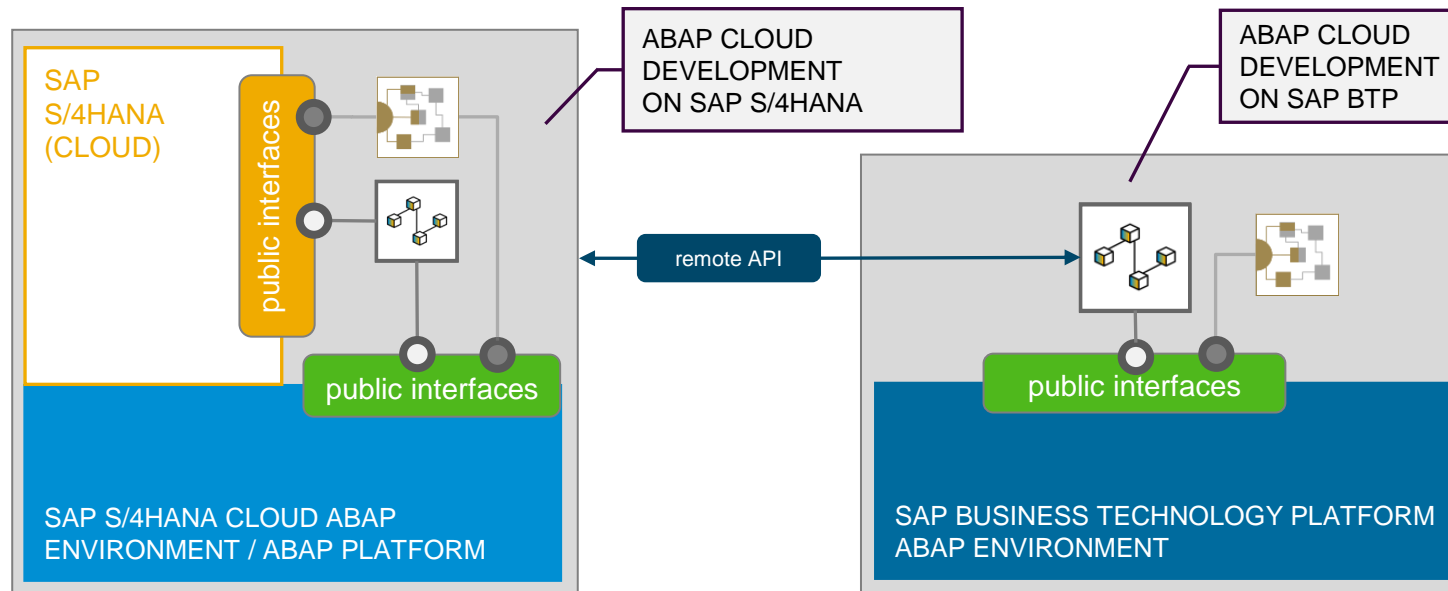 ABAP CLOUD
DEVELOPMENT
ON SAP S/4HANA
ABAP CLOUD
DEVELOPMENT
ON SAP BTP
SAP
S/4HANA
(CLOUD)
public interfaces
remote API
public interfaces
public interfaces
SAP S/4HANA CLOUD ABAP
ENVIRONMENT / ABAP PLATFORM
SAP BUSINESS TECHNOLOGY PLATFORM
ABAP ENVIRONMENT